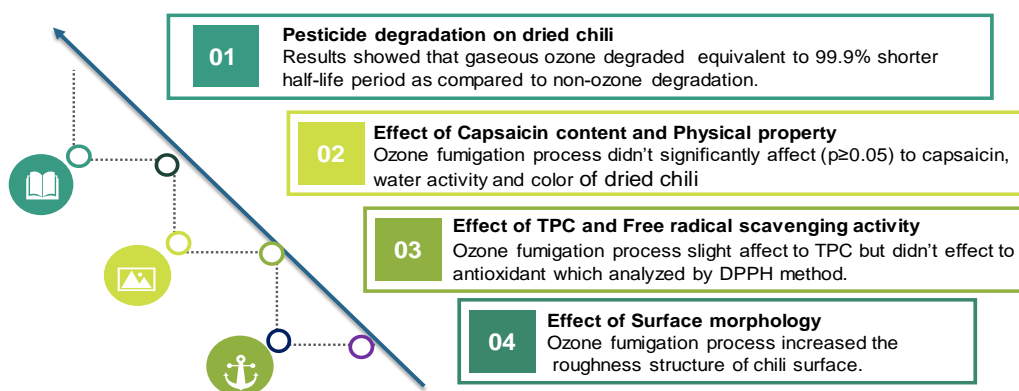 01
Pesticide degradation on dried chili
Results showed that gaseous ozone degraded equivalent to 99.9% shorter
half-life period as compared to non-ozone degradation.
02
Effect of Capsaicin content and Physical property
Ozone fumigation process didn't significantly affect (p≥0.05) to capsaicin,
water activity and color of dried chili
03
Effect of TPC and Free radical scavenging activity
Ozone fumigation process slight affect to TPC but didn't effect to
antioxidant which analyzed by DPPH method.
04
Effect of Surface morphology
Ozone fumigation process increased the
roughness structure of chili surface.